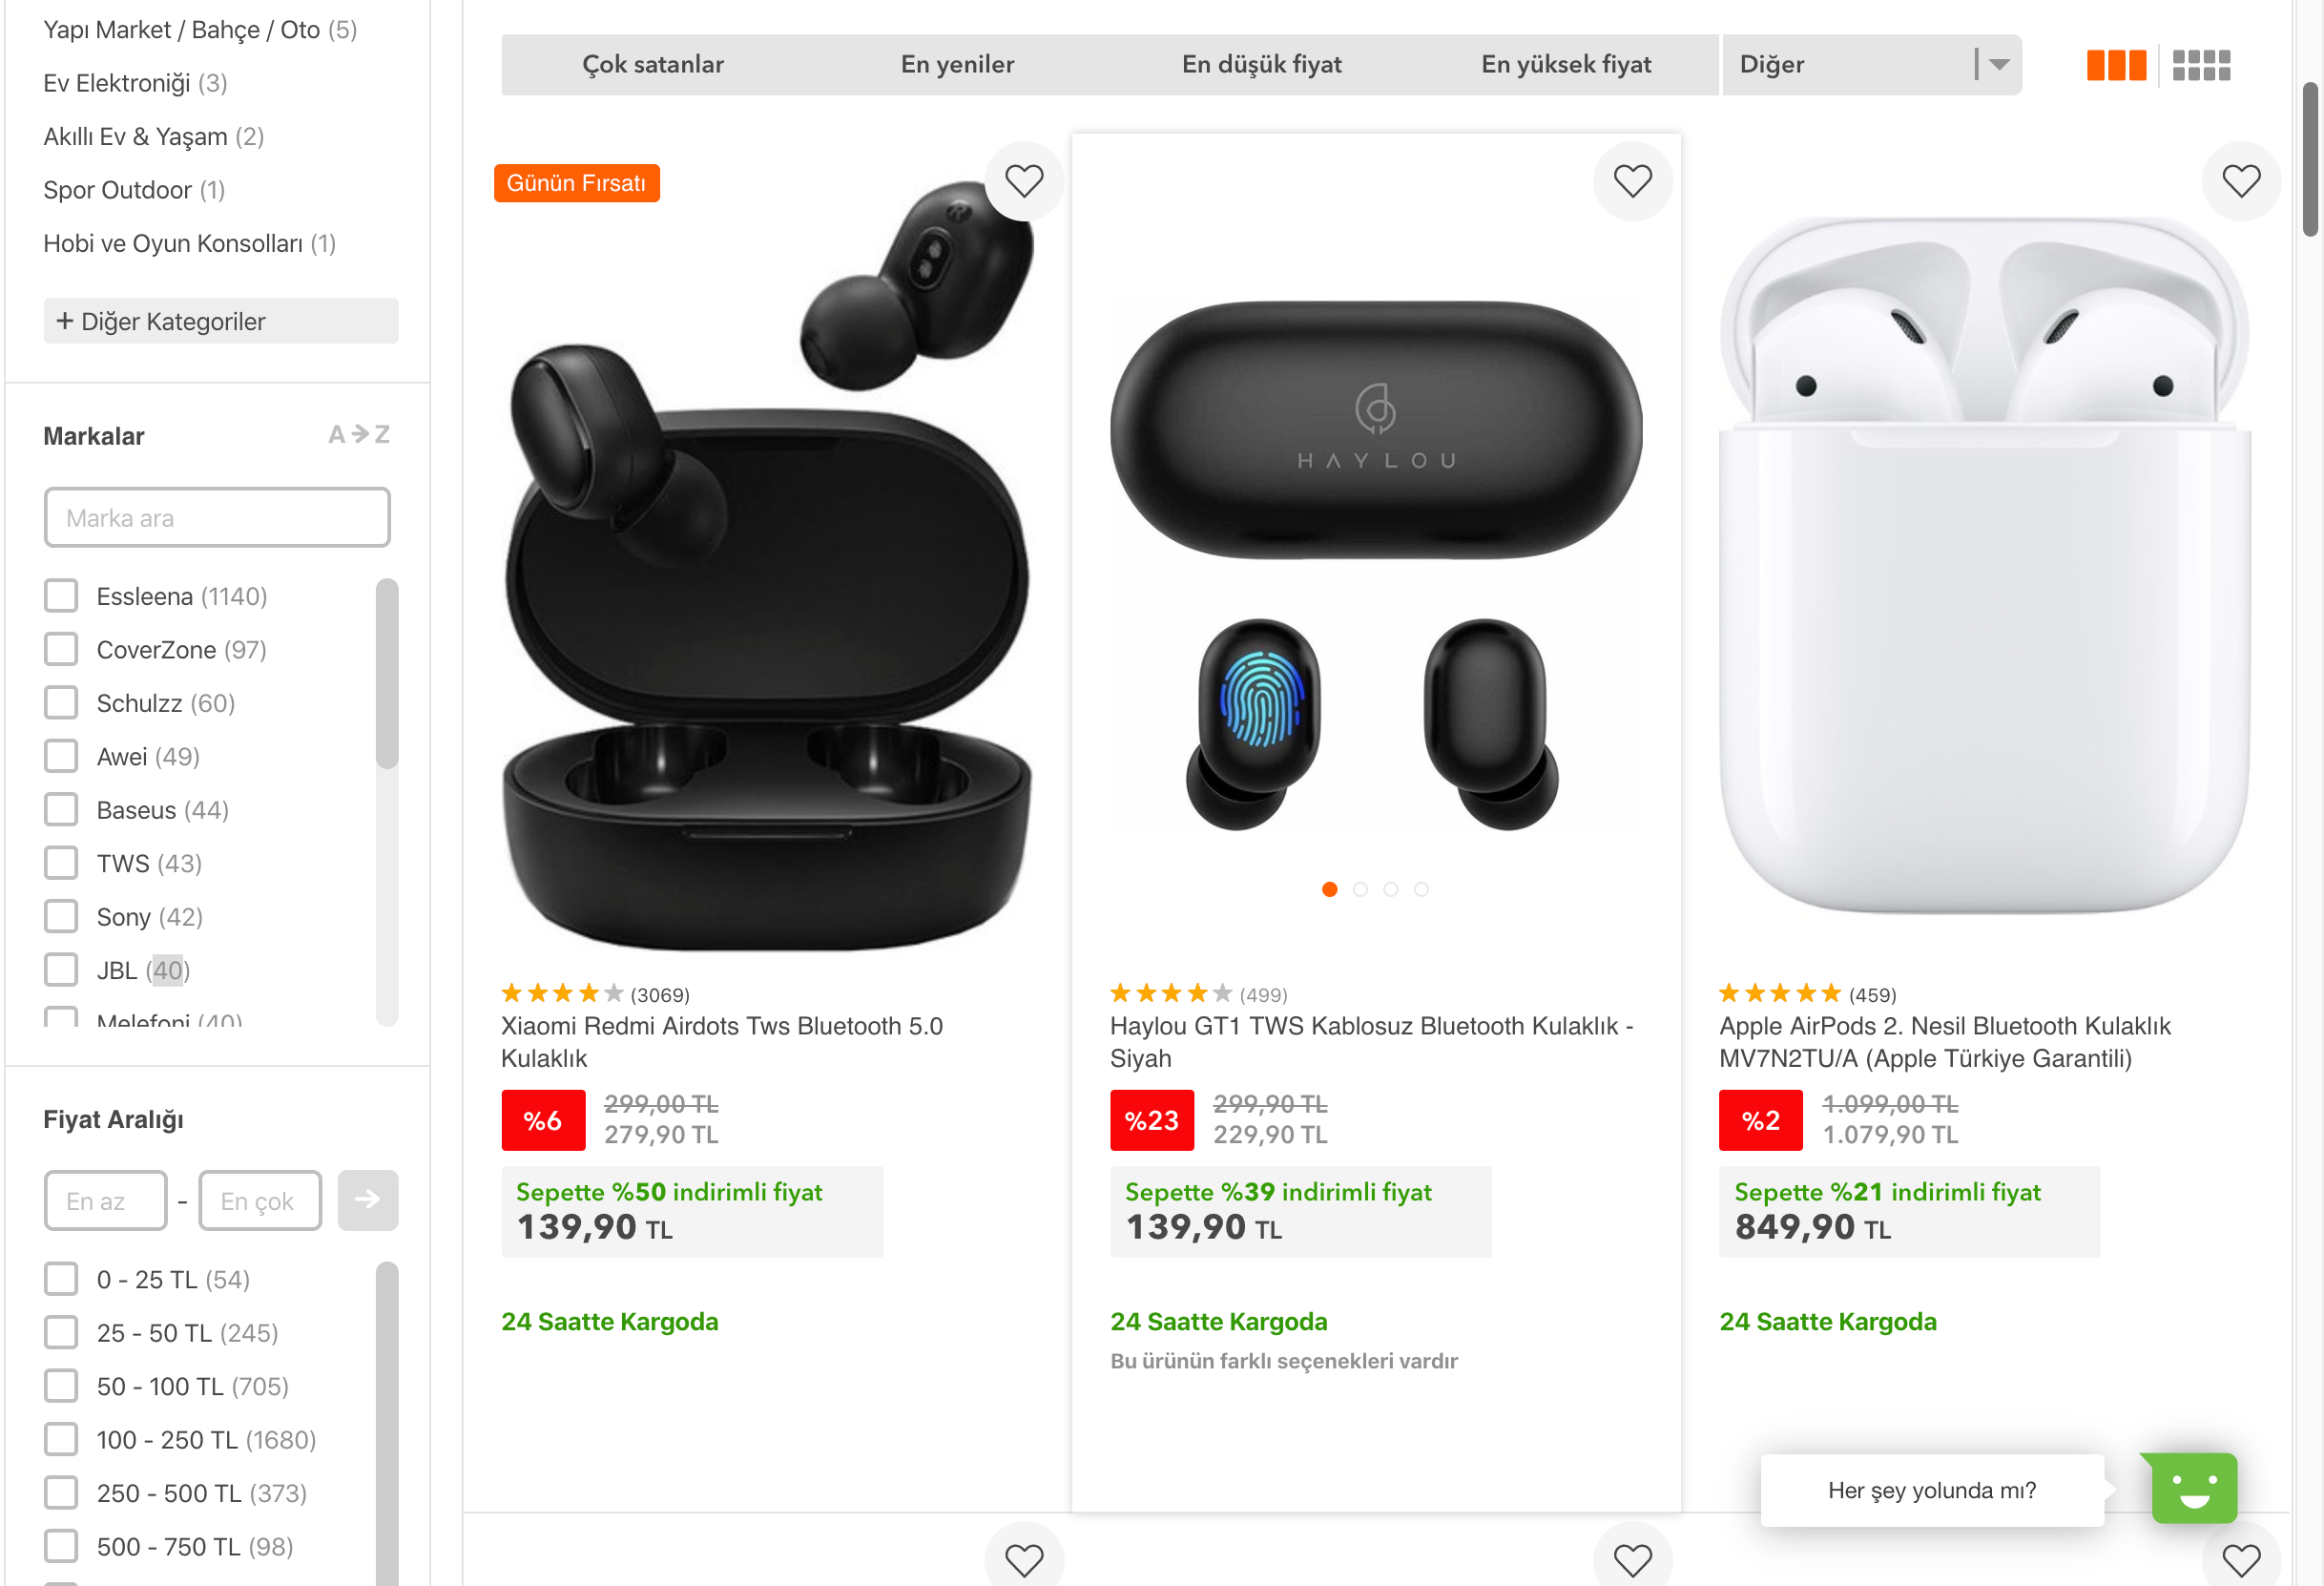 Yapı Market / Bahçe / Oto (5)
Ev Elektroniği (3)
Akıllı Ev & Yaşam (2)
Spor Outdoor (1)
Hobi ve Oyun Konsolları (1)
+ Diğer Kategoriler
Markalar
A → Z
Marka ara
Essleena (1140)
CoverZone (97)
Schulzz (60)
Awei (49)
Baseus (44)
TWS (43)
Sony (42)
JBL (40)
Melefoni (40)
Fiyat Aralığı
En az - En çok
0 - 25 TL (54)
25 - 50 TL (245)
50 - 100 TL (705)
100 - 250 TL (1680)
250 - 500 TL (373)
500 - 750 TL (98)
Çok satanlar
En yeniler
En düşük fiyat
En yüksek fiyat
Diğer
Günün Fırsatı
(3069)
Xiaomi Redmi Airdots Tws Bluetooth 5.0
Kulaklık
%6
299,00 TL
279,90 TL
Sepette %50 indirimli fiyat
139,90 TL
24 Saatte Kargoda
HAYLOU
(499)
Haylou GT1 TWS Kablosuz Bluetooth Kulaklık -
Siyah
%23
299,90 TL
229,90 TL
Sepette %39 indirimli fiyat
139,90 TL
24 Saatte Kargoda
Bu ürünün farklı seçenekleri vardır
(459)
Apple AirPods 2. Nesil Bluetooth Kulaklık
MV7N2TU/A (Apple Türkiye Garantili)
%2
1.099,00 TL
1.079,90 TL
Sepette %21 indirimli fiyat
849,90 TL
24 Saatte Kargoda
Her şey yolunda mı?